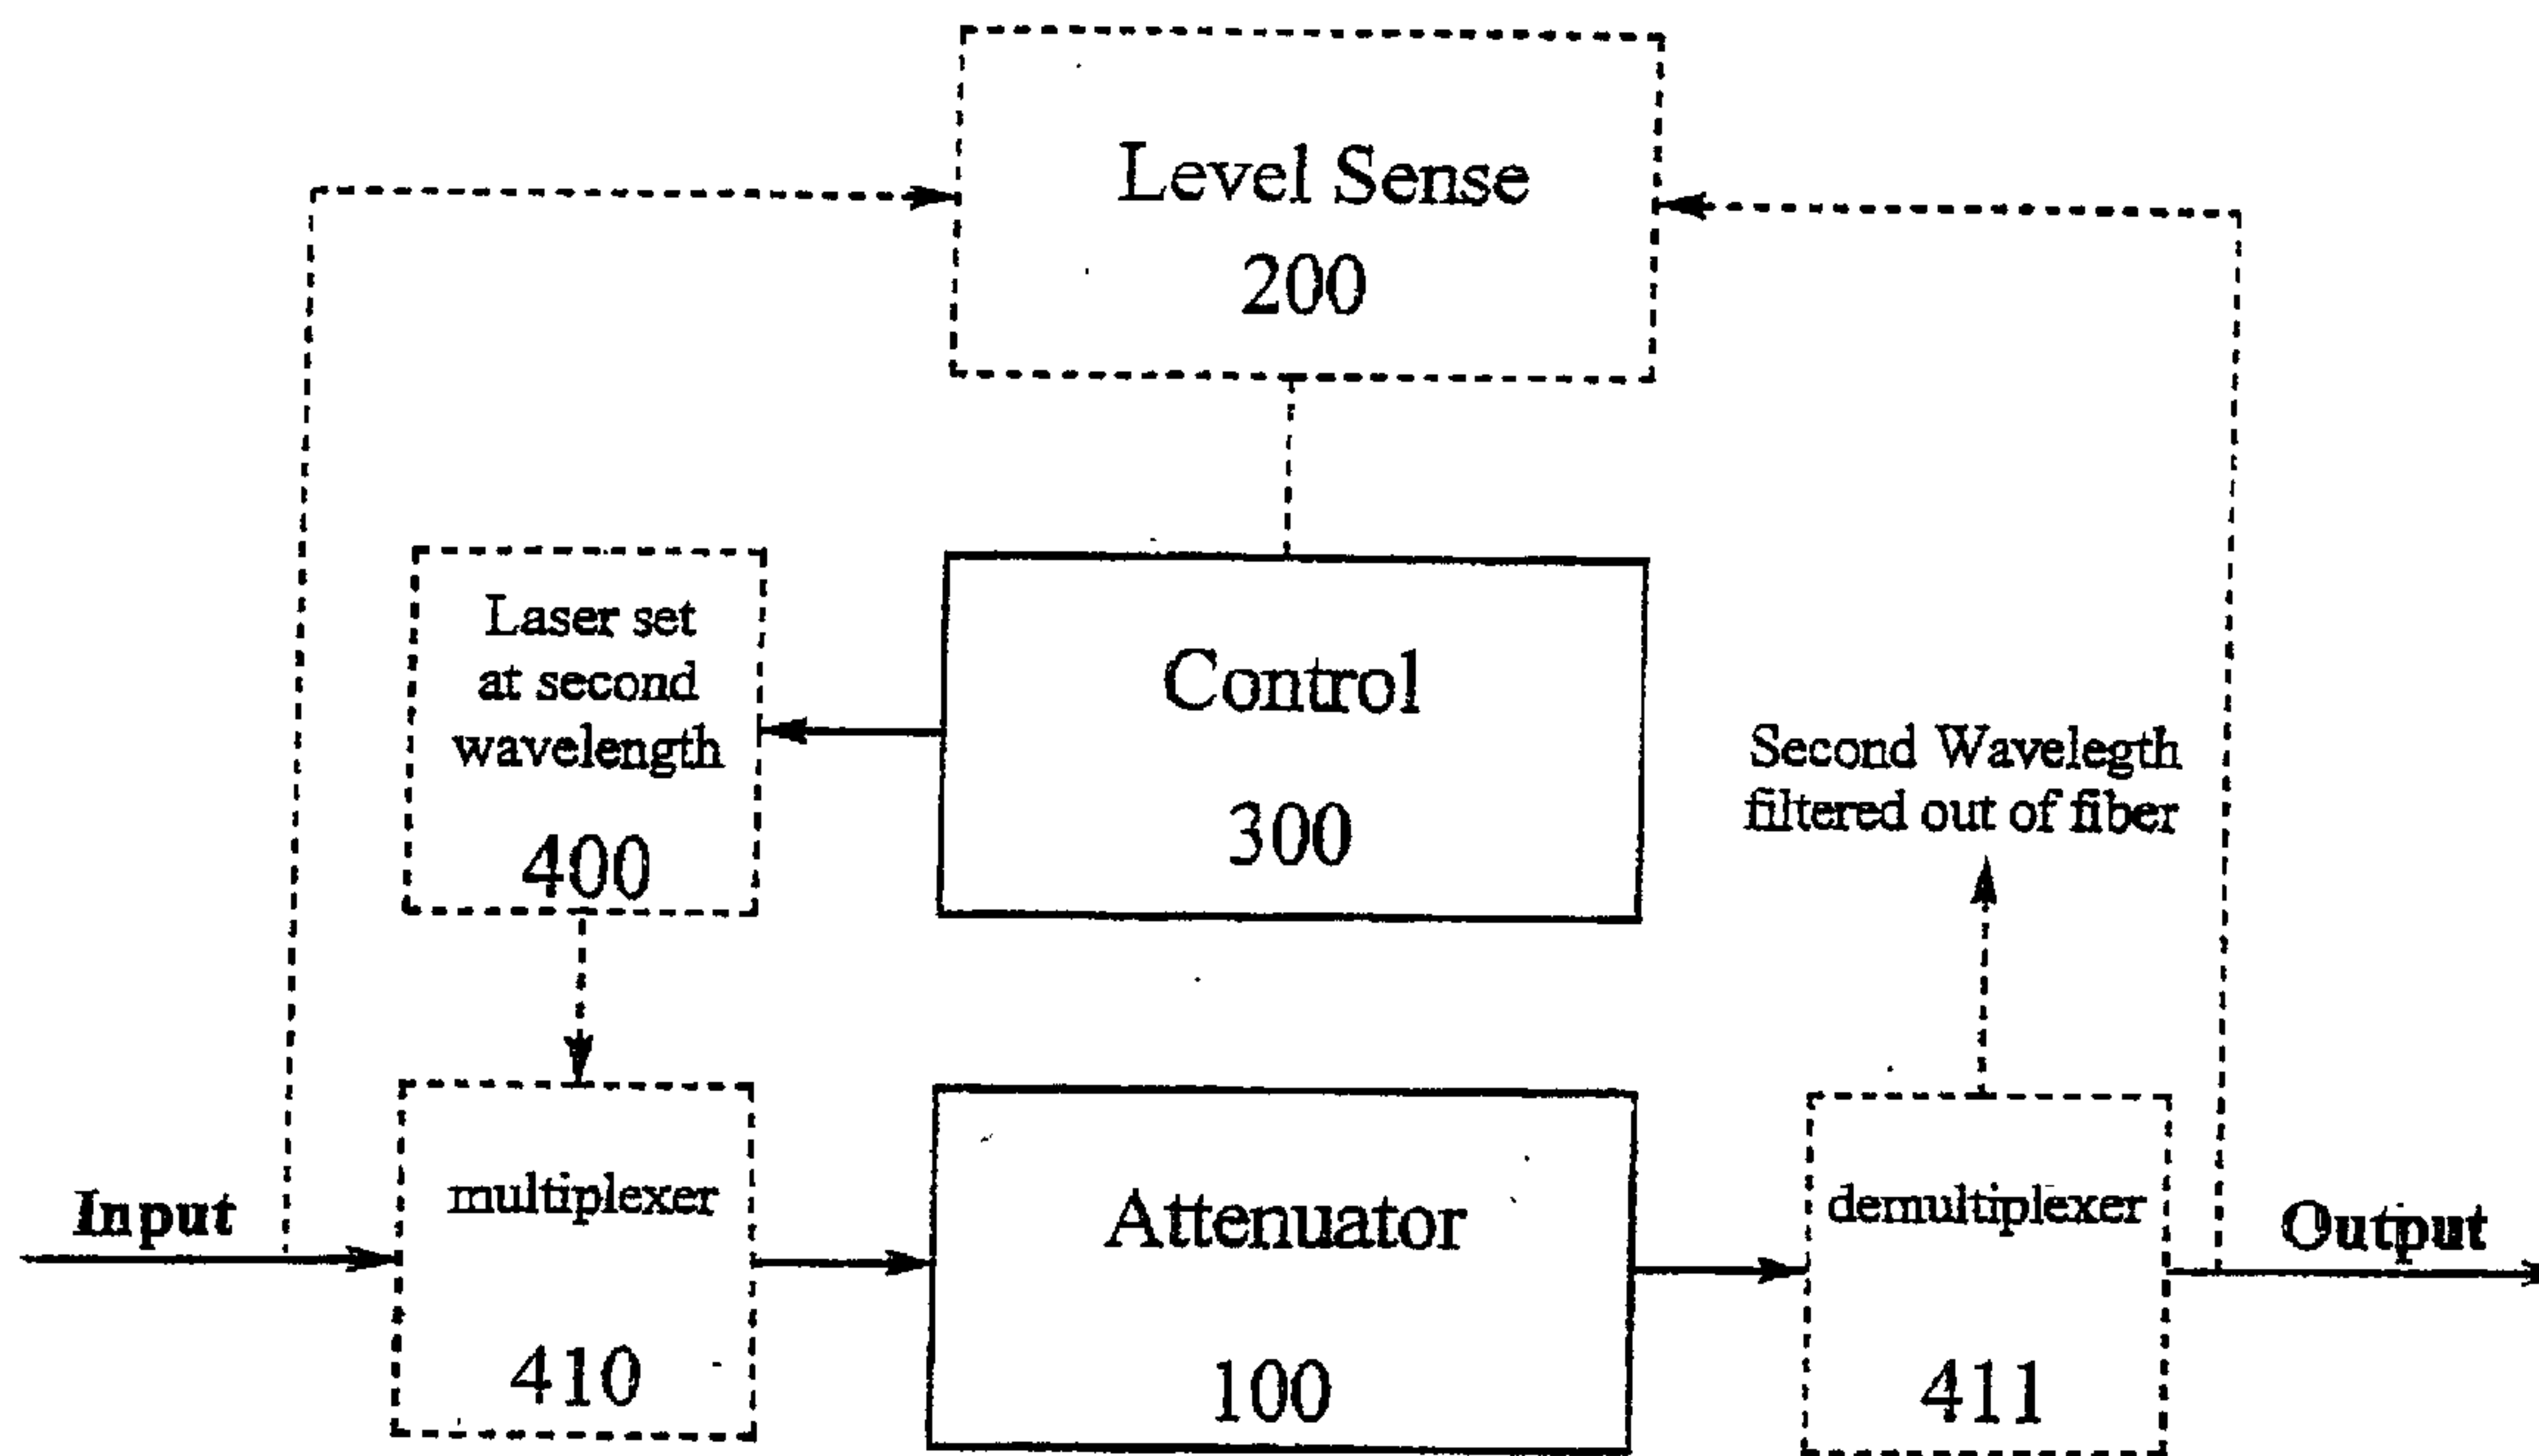 Level Sense
200
Laser set
at second
wavelength
400
Control
300
Second Wavelegth
filtered out of fiber
Input
multiplexer
410
Attenuator
100
demultiplexer
411
Output